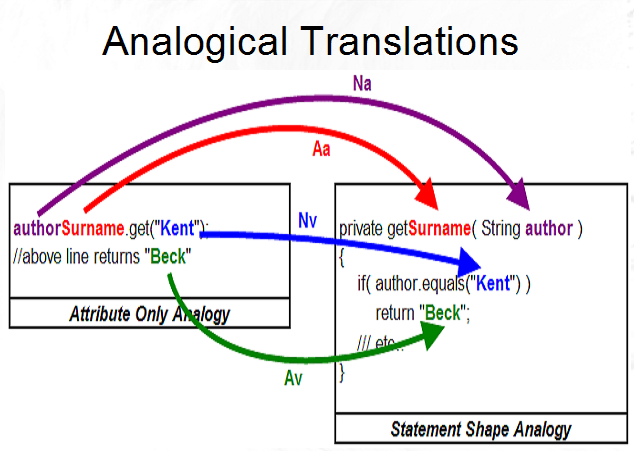 Analogical Translations
Na
Aa
authorSurname.get("Kent");
//above line returns "Beck"
Attribute Only Analogy
Nv
Av
private getSurname( String author )
{
if( author.equals("Kent") )
return "Beck";
/// etc..
}
Statement Shape Analogy